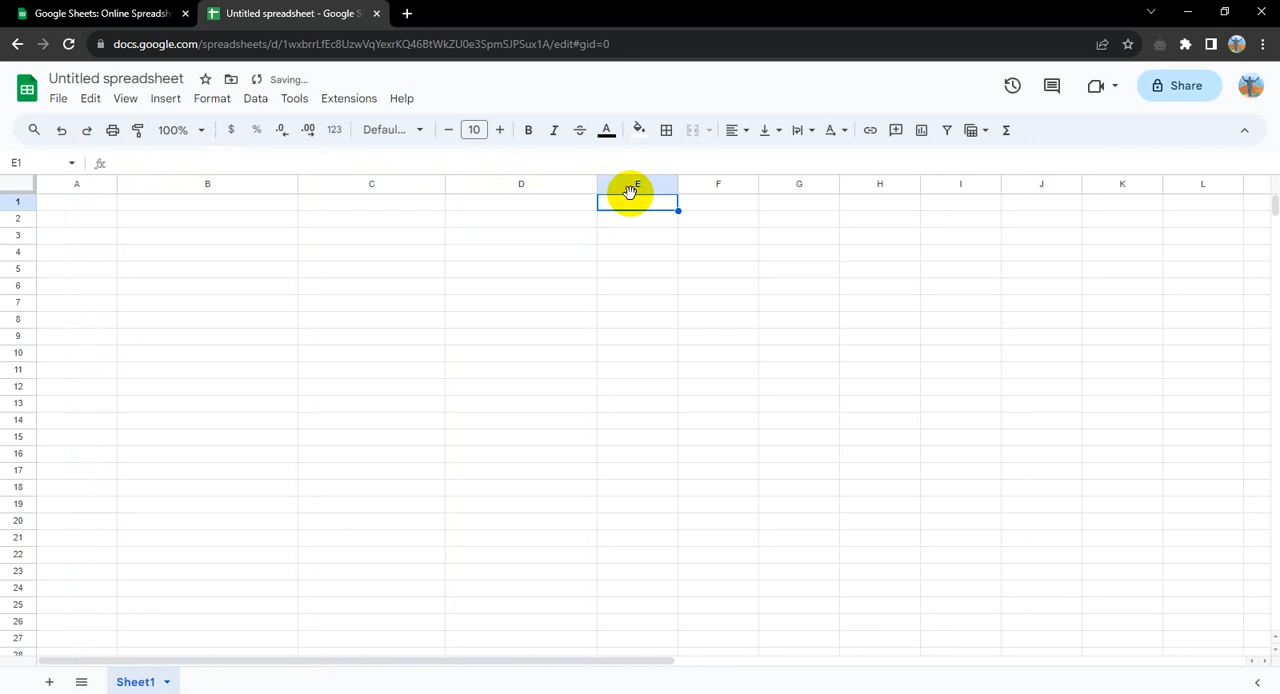 Google Sheets: Online Spreadsh
Untitled spreadsheet - Google S
docs.google.com/spreadsheets/d/1wxbrrLfEc8UzwVqYexrKQ46BtWkZU0e3SpmSJPSux1A/edit#gid=0
Untitled spreadsheet
Saving...
File Edit View Insert Format Data Tools Extensions Help
Share
100% $ % .0 .00 123 Defaul... 10 B I A
E1 fx
A B C D E F G H I J K L
1
2
3
4
5
6
7
8
9
10
11
12
13
14
15
16
17
18
19
20
21
22
23
24
25
26
27
28
Sheet1